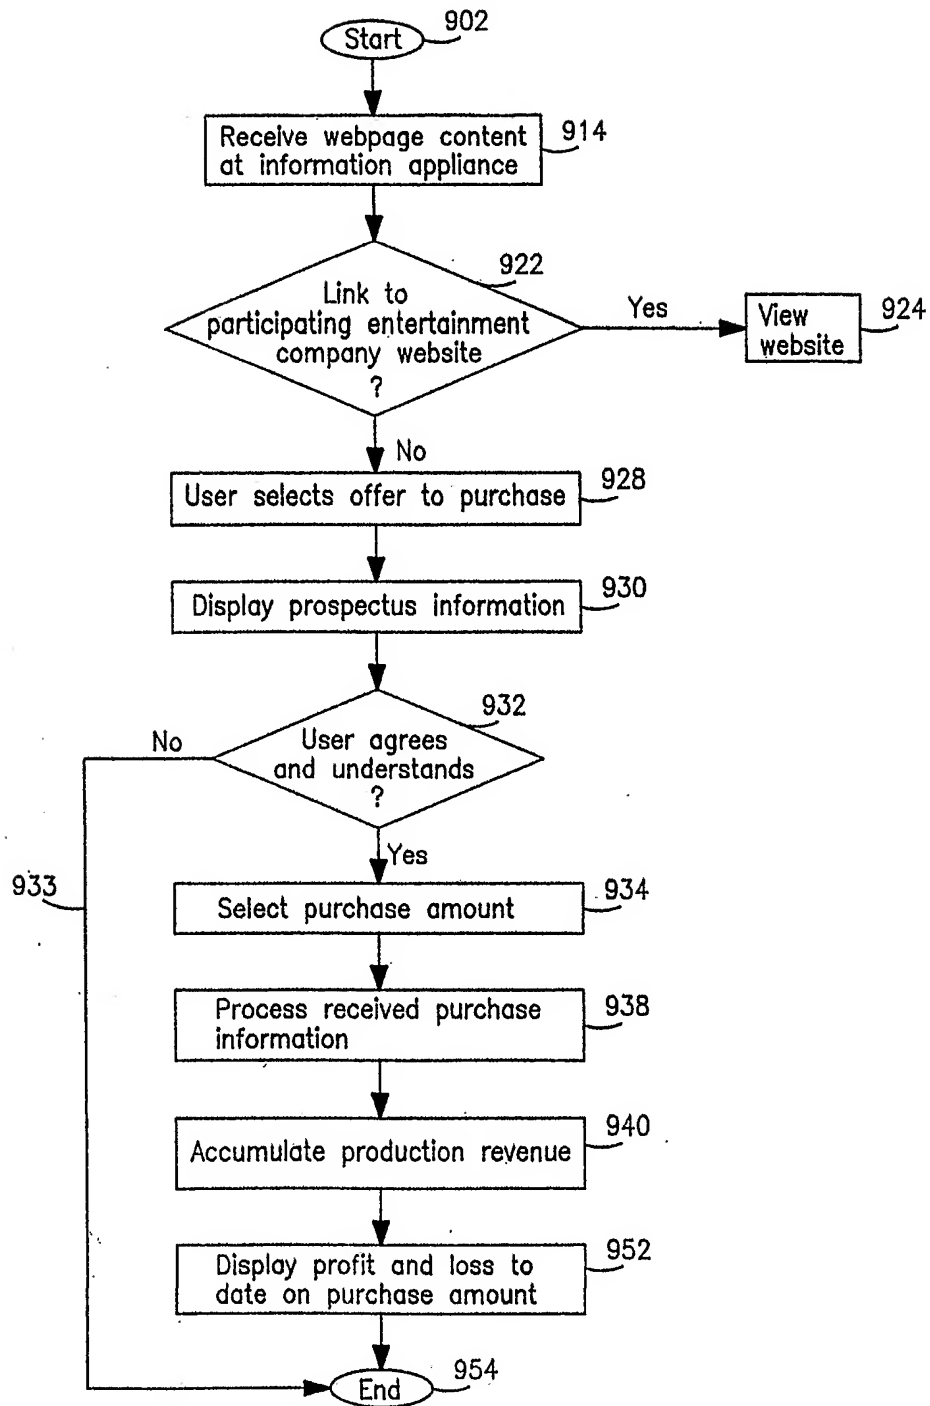 Start
902
Receive webpage content
at information appliance
914
922
Link to
participating entertainment
company website
?
Yes
View
website
924
No
User selects offer to purchase
928
Display prospectus information
930
932
User agrees
and understands
?
No
Yes
933
Select purchase amount
934
Process received purchase
information
938
Accumulate production revenue
940
Display profit and loss to
date on purchase amount
952
End
954